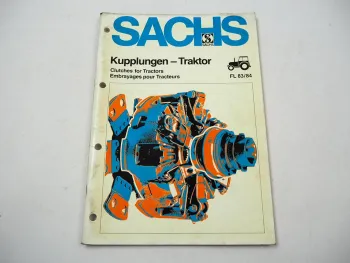 SACHS
Kupplungen – Traktor
Clutches for Tractors
Embrayages pour Tracteurs
FL 83/84